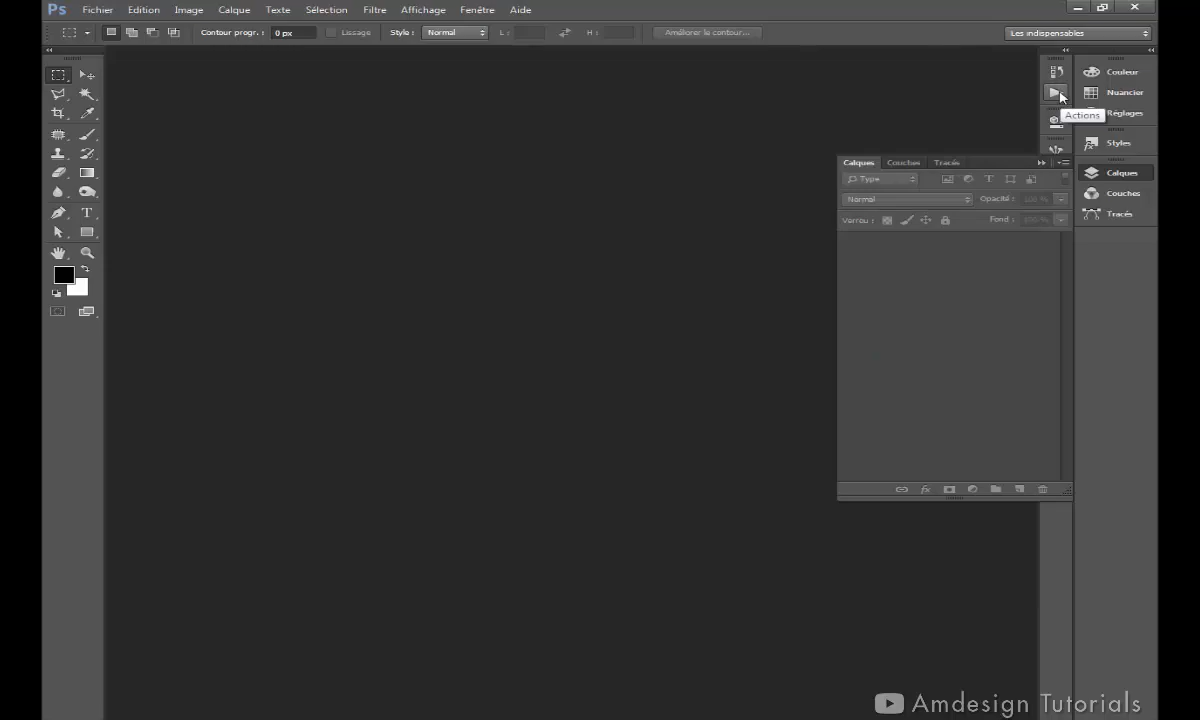 Ps Fichier Edition Image Calque Texte Sélection Filtre Affichage Fenêtre Aide
Contour progr. : 0 px Lissage Style : Normal L : H : Améliorer le contour... Les indispensables
Couleur
Nuancier
Actions
Réglages
Styles
Calques Couches Tracés
Calques
Type
Couches
Normal Opacité : 100 %
Tracés
Verrou : Fond : 100 %
Amdesign Tutorials